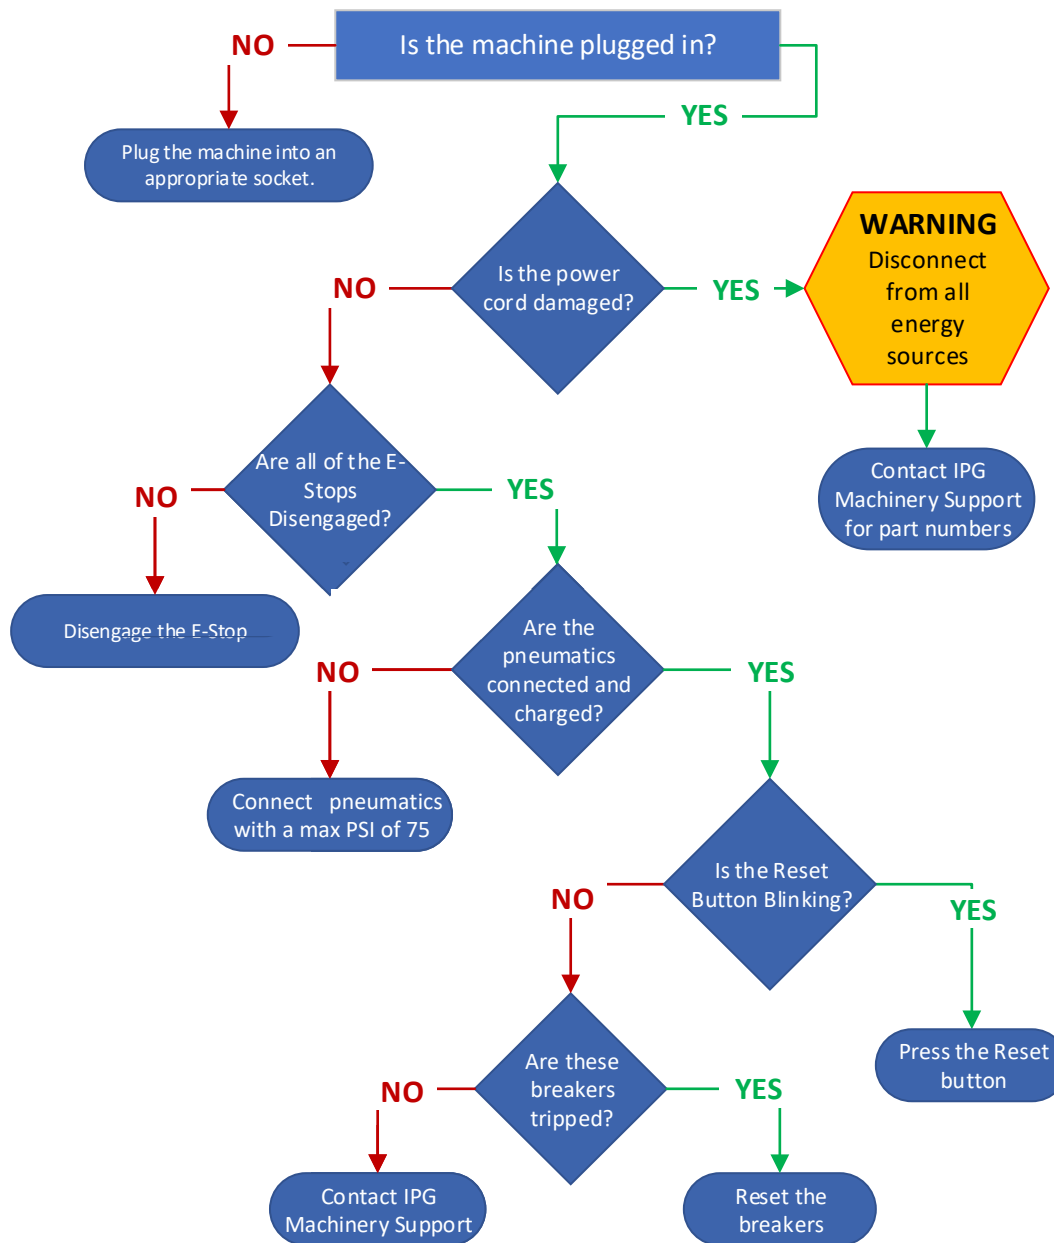 Is the machine plugged in?
NO
YES
Plug the machine into an
appropriate socket.
WARNING
Disconnect
from all
energy
sources
Is the power
cord damaged?
NO
YES
Are all of the E-
Stops
Disengaged?
NO
YES
Contact IPG
Machinery Support
for part numbers
Disengage the E-Stop
Are the
pneumatics
connected and
charged?
NO
YES
Connect pneumatics
with a max PSI of 75
Is the Reset
Button Blinking?
NO
YES
Press the Reset
button
Are these
breakers
tripped?
NO
YES
Contact IPG
Machinery Support
Reset the
breakers